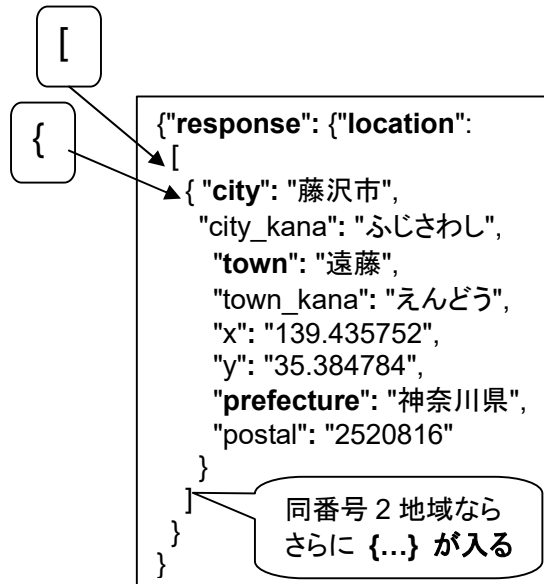 [
{
{"response": {"location":
[
{ "city": "藤沢市",
"city_kana": "ふじさわし",
"town": "遠藤",
"town_kana": "えんどう",
"x": "139.435752",
"y": "35.384784",
"prefecture": "神奈川県",
"postal": "2520816"
}
]
}
}
同番号 2 地域なら
さらに {...} が入る